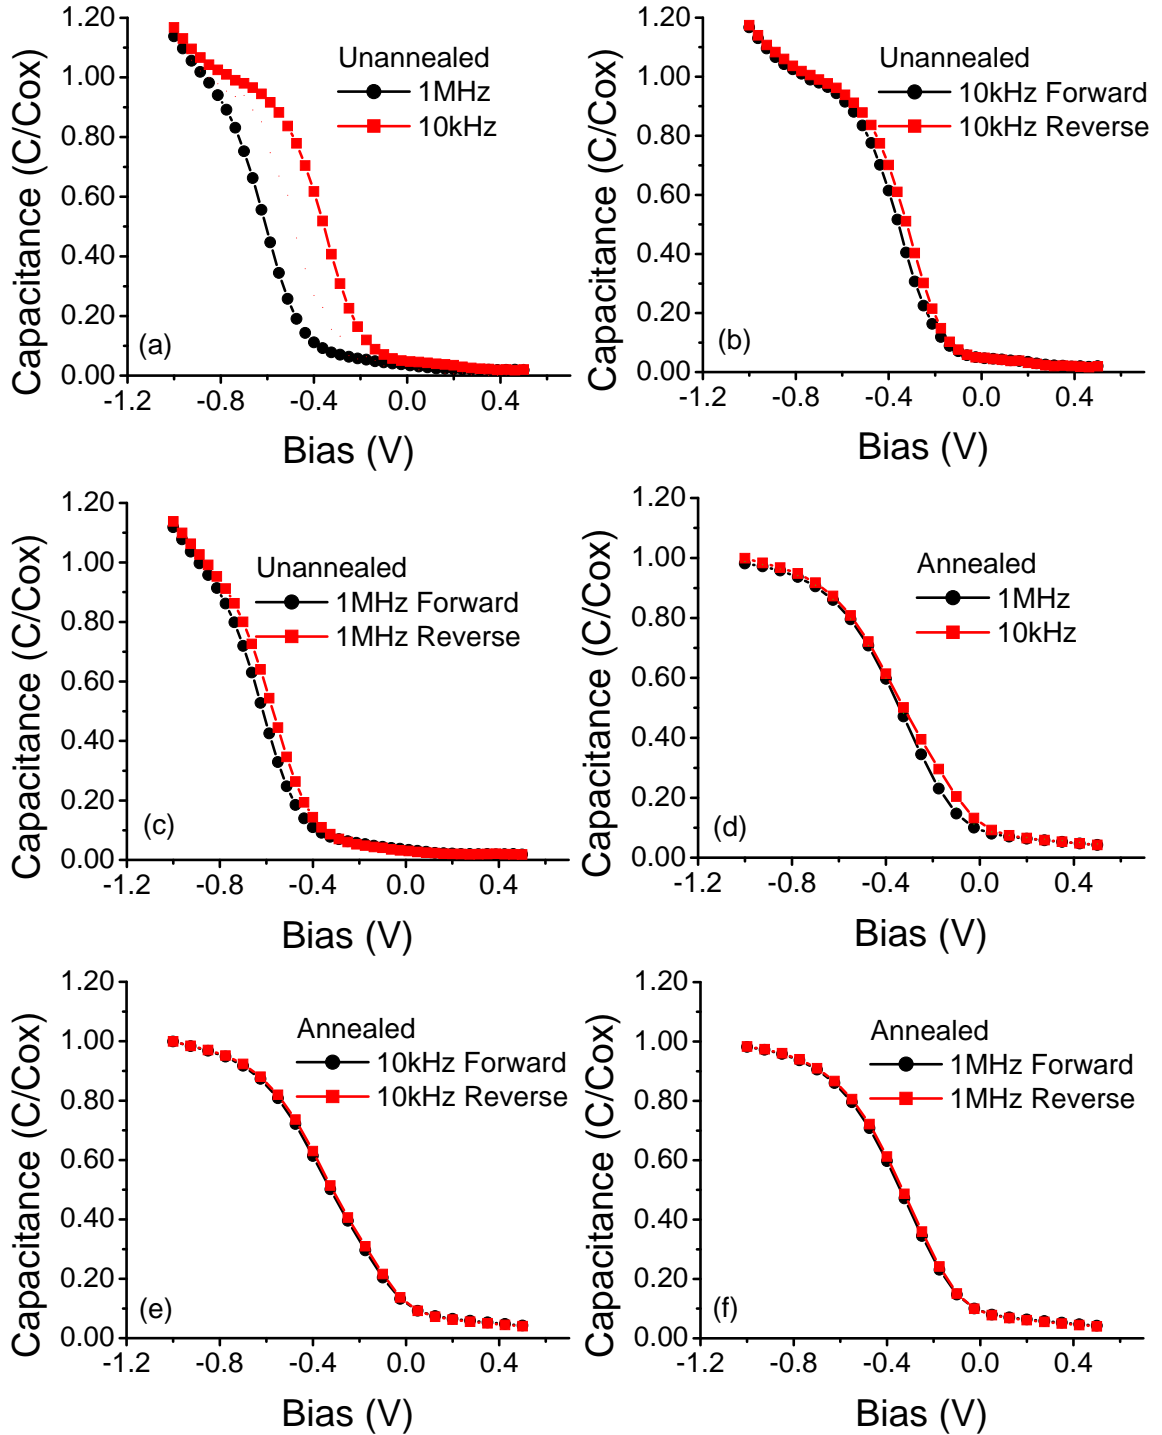 1.20
1.00
0.80
0.60
0.40
0.20
0.00
Capacitance (C/Cox)
Unannealed
1MHz
10kHz
(a)
-1.2 -0.8 -0.4 0.0 0.4
Bias (V)
1.20
1.00
0.80
0.60
0.40
0.20
0.00
Capacitance (C/Cox)
Unannealed
10kHz Forward
10kHz Reverse
(b)
-1.2 -0.8 -0.4 0.0 0.4
Bias (V)
1.20
1.00
0.80
0.60
0.40
0.20
0.00
Capacitance (C/Cox)
Unannealed
1MHz Forward
1MHz Reverse
(c)
-1.2 -0.8 -0.4 0.0 0.4
Bias (V)
1.20
1.00
0.80
0.60
0.40
0.20
0.00
Capacitance (C/Cox)
Annealed
1MHz
10kHz
(d)
-1.2 -0.8 -0.4 0.0 0.4
Bias (V)
1.20
1.00
0.80
0.60
0.40
0.20
0.00
Capacitance (C/Cox)
Annealed
10kHz Forward
10kHz Reverse
(e)
-1.2 -0.8 -0.4 0.0 0.4
Bias (V)
1.20
1.00
0.80
0.60
0.40
0.20
0.00
Capacitance (C/Cox)
Annealed
1MHz Forward
1MHz Reverse
(f)
-1.2 -0.8 -0.4 0.0 0.4
Bias (V)